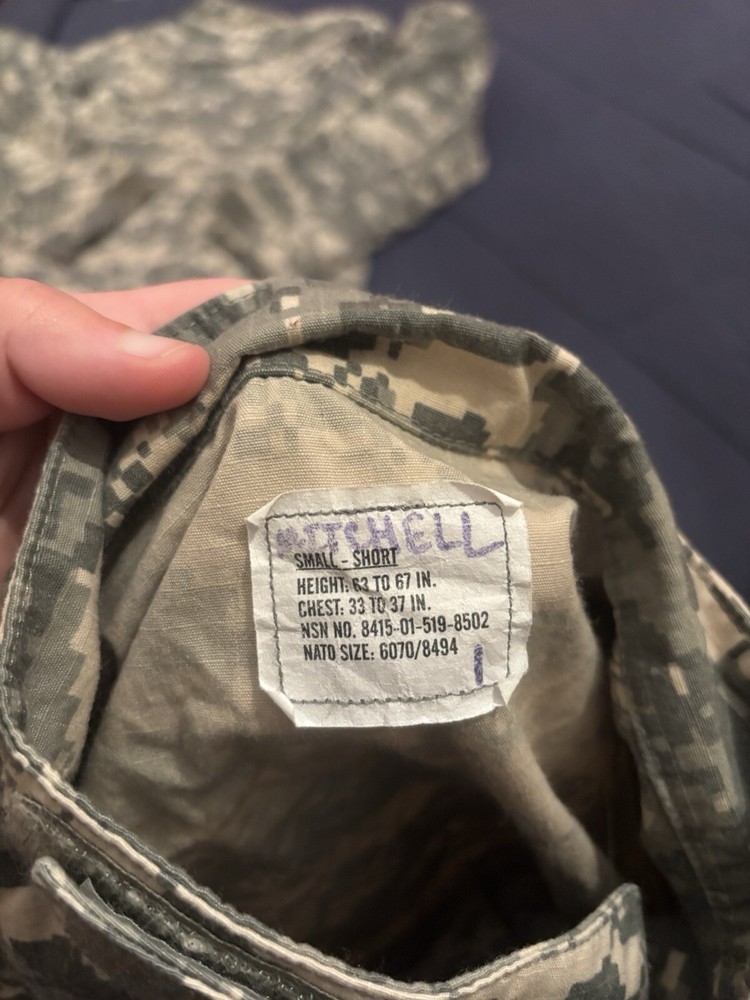 MITCHELL
SMALL - SHORT
HEIGHT: 63 TO 67 IN.
CHEST: 33 TO 37 IN.
NSN NO. 8415-01-519-8502
NATO SIZE: 6070/8494
1